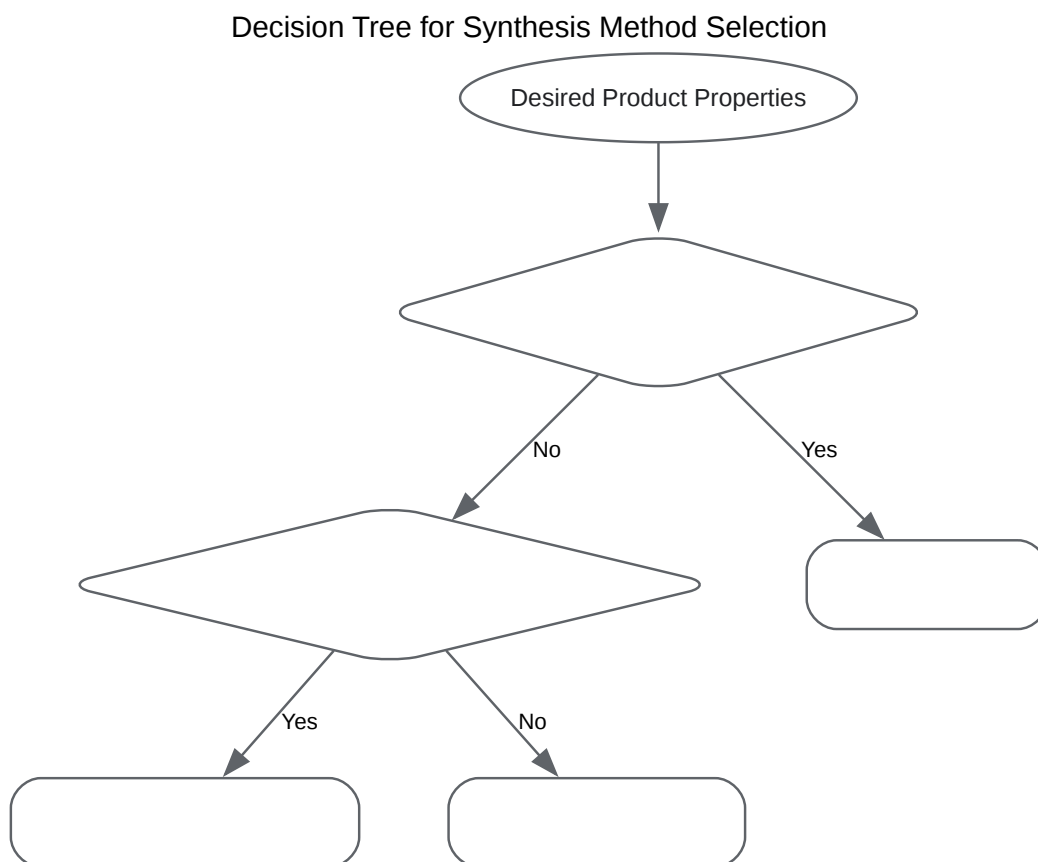 Decision Tree for Synthesis Method Selection
Desired Product Properties
No
Yes
Yes
No